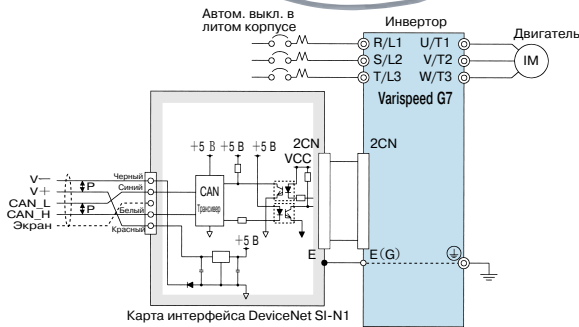 Автом. выкл. в
литом корпусе
Инвертор
Двигатель
R/L1 U/T1
S/L2 V/T2
T/L3 W/T3
IM
Varispeed G7
+5 В +5 В +5 В
2CN
2CN
VCC
V−
V+
CAN_L
CAN_H
Экран
P
P
Черный
Синий
Белый
Красный
CAN
Трансивер
+5 В
E
E(G)
Карта интерфейса DeviceNet SI-N1